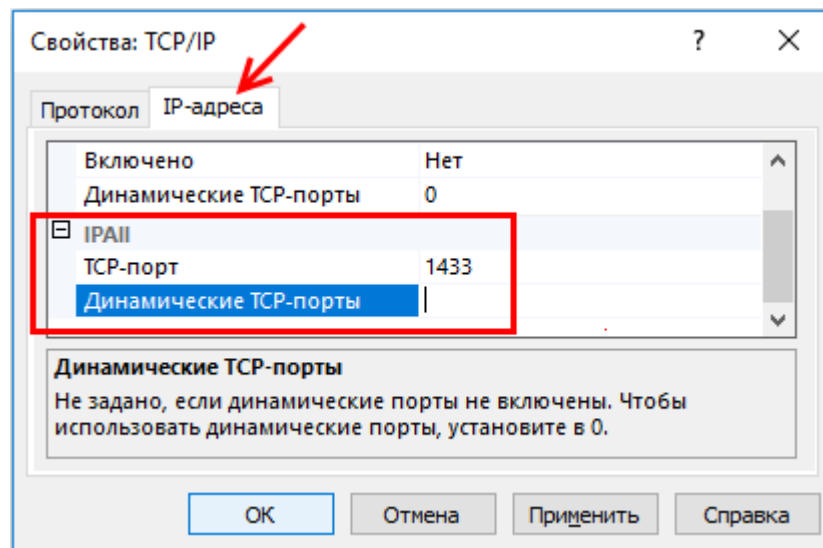 Свойства: TCP/IP ?
Протокол IP-адреса
Включено Нет
Динамические TCP-порты 0
IPAll
TCP-порт 1433
Динамические TCP-порты
Динамические TCP-порты
Не задано, если динамические порты не включены. Чтобы
использовать динамические порты, установите в 0.
ОК Отмена Применить Справка